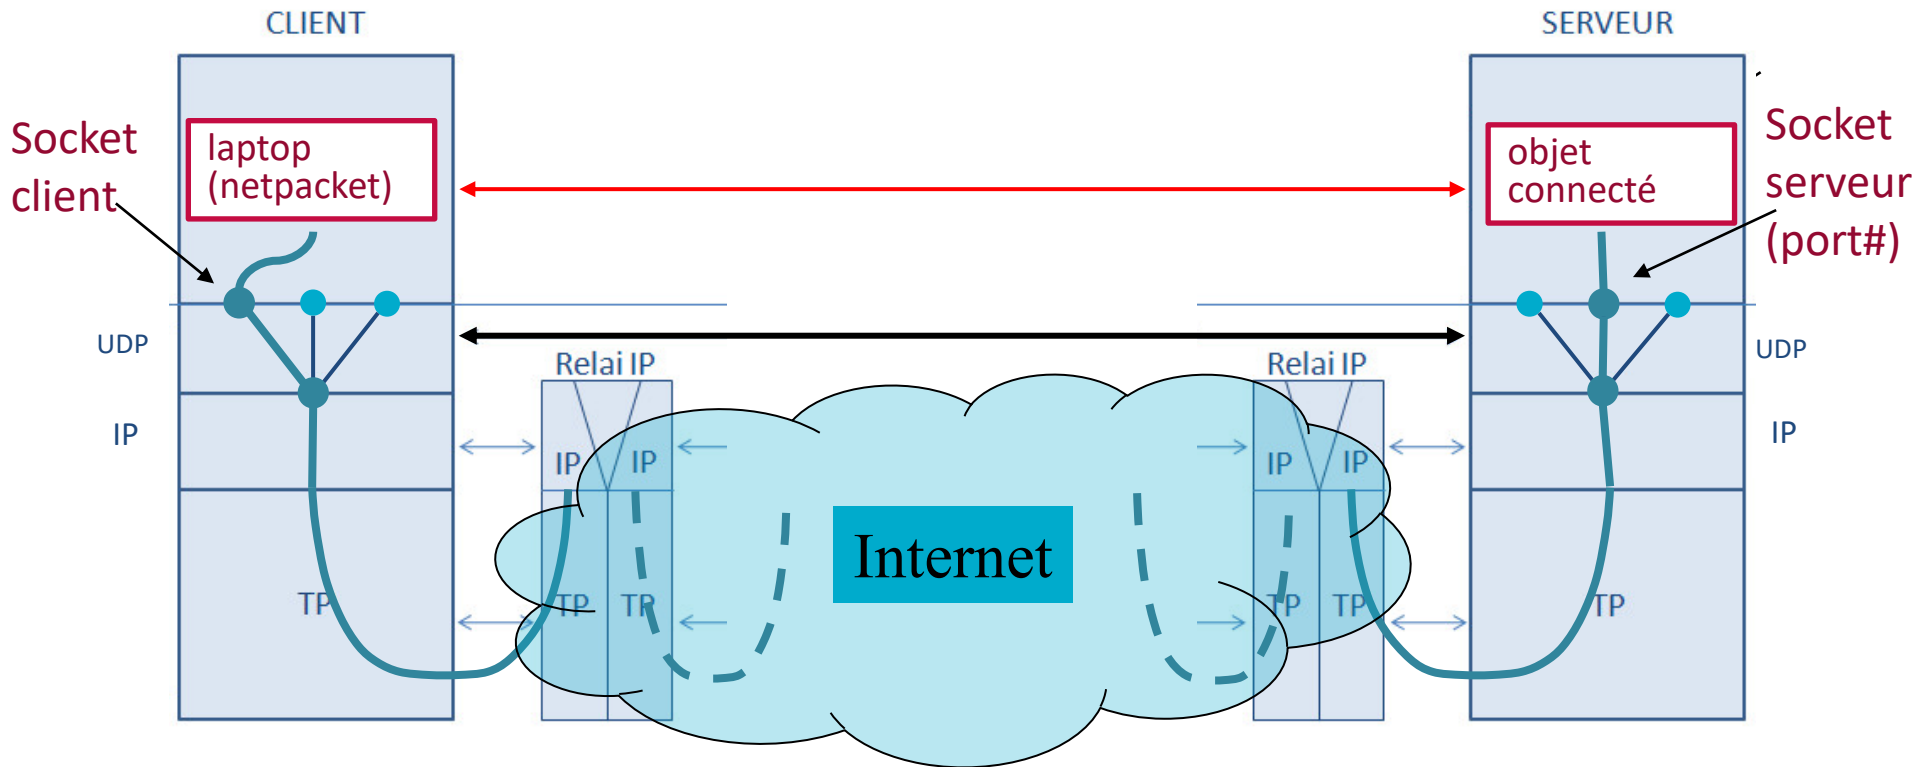 CLIENT
SERVEUR
Socket
client
laptop
(netpacket)
objet
connecté
Socket
serveur
(port#)
UDP
UDP
Relai IP
Relai IP
IP
IP
IP
IP
IP
IP
Internet
TP
TP
TP
TP
TP
TP